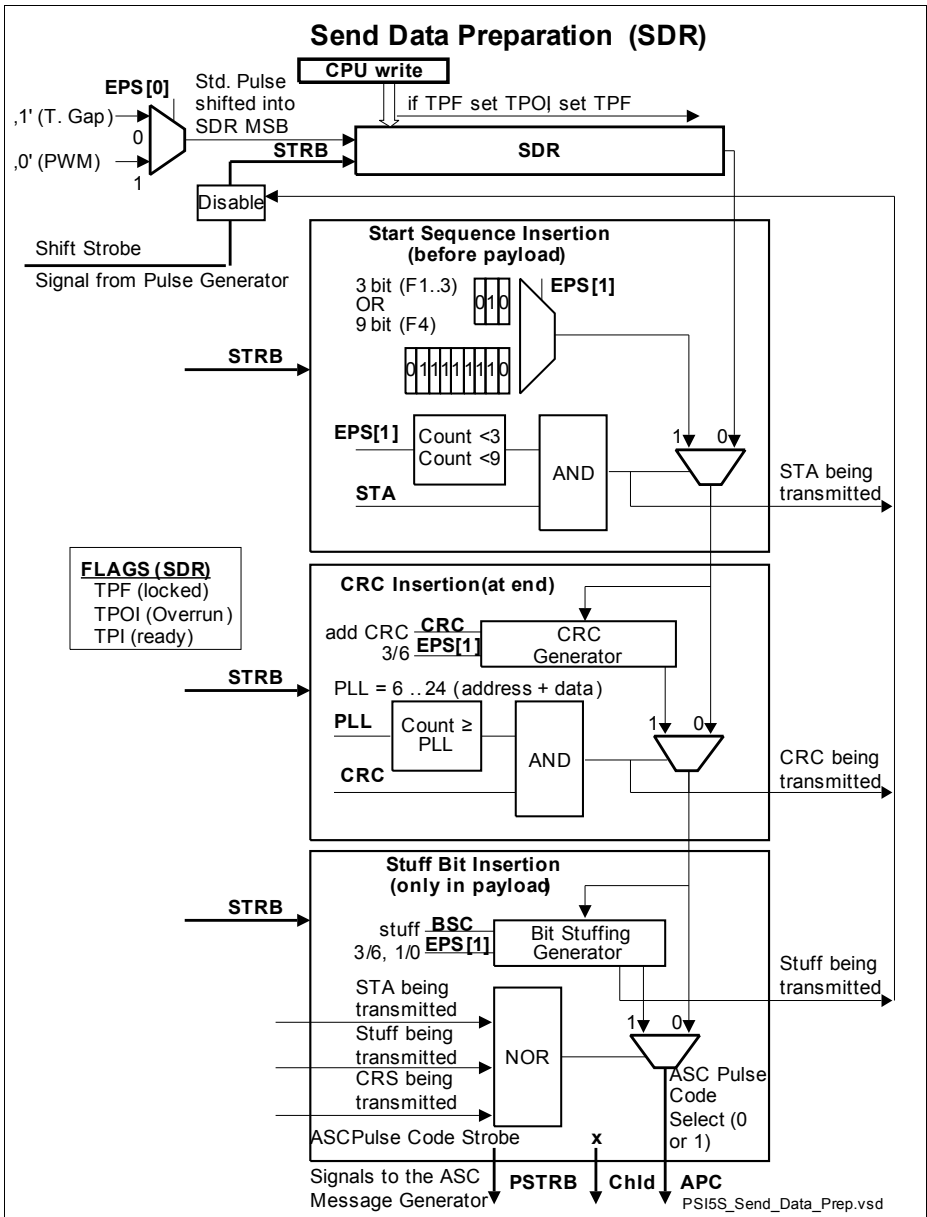 Send Data Preparation (SDR)
CPU write
EPS[0]
Std. Pulse
shifted into
SDR MSB
if TPF set TPOI, set TPF
‚1' (T. Gap)
0
‚0' (PWM)
1
STRB
SDR
Disable
Shift Strobe
Signal from Pulse Generator
Start Sequence Insertion
(before payload)
3 bit (F1..3)
OR
9 bit (F4)
010
EPS[1]
011111110
STRB
EPS[1]
Count <3
Count <9
AND
STA
1
0
STA being
transmitted
FLAGS (SDR)
TPF (locked)
TPOI (Overrun)
TPI (ready)
CRC Insertion(at end)
add CRC
CRC
3/6
EPS[1]
CRC
Generator
STRB
PLL = 6 .. 24 (address + data)
PLL
Count ≥
PLL
AND
CRC
1
0
CRC being
transmitted
Stuff Bit Insertion
(only in payload)
STRB
stuff
BSC
3/6, 1/0
EPS[1]
Bit Stuffing
Generator
Stuff being
transmitted
STA being
transmitted
Stuff being
transmitted
CRS being
transmitted
NOR
1
0
ASC Pulse
Code
Select (0
or 1)
ASCPulse Code Strobe
x
Signals to the ASC
Message Generator
PSTRB
ChId
APC
PSI5S_Send_Data_Prep.vsd